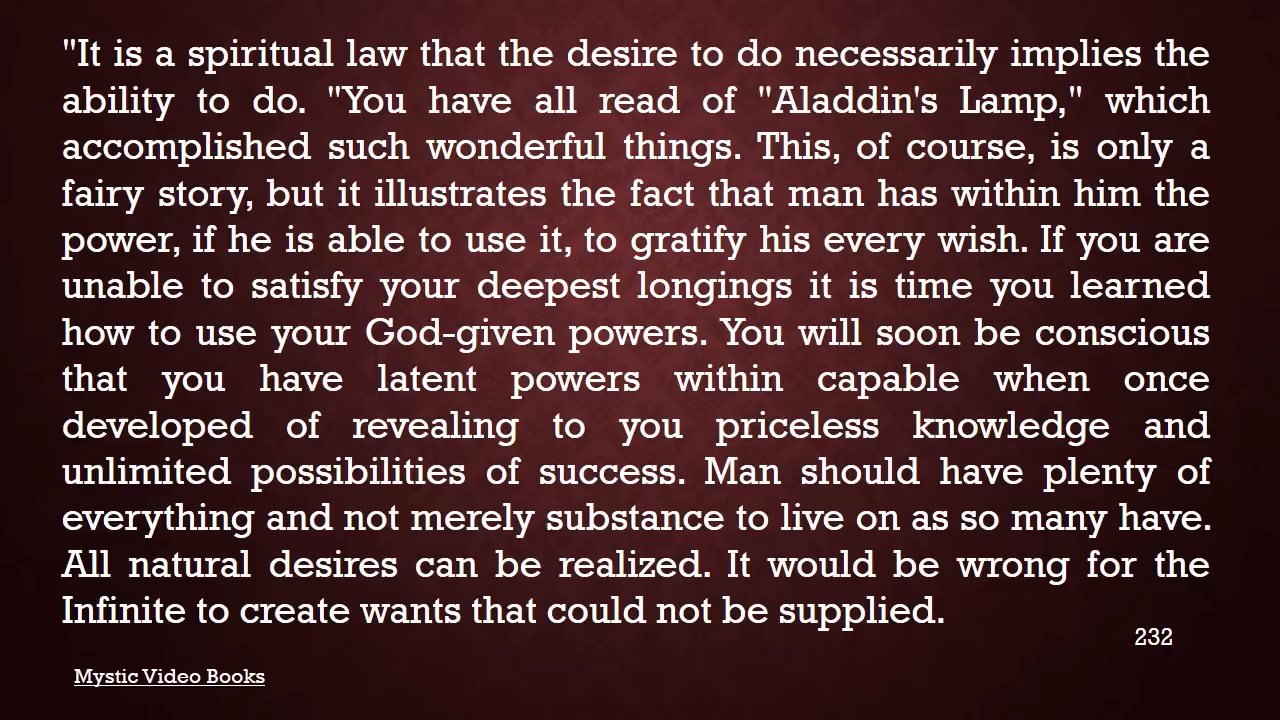 "It is a spiritual law that the desire to do necessarily implies the
ability to do. "You have all read of "Aladdin's Lamp," which
accomplished such wonderful things. This, of course, is only a
fairy story, but it illustrates the fact that man has within him the
power, if he is able to use it, to gratify his every wish. If you are
unable to satisfy your deepest longings it is time you learned
how to use your God-given powers. You will soon be conscious
that you have latent powers within capable when once
developed of revealing to you priceless knowledge and
unlimited possibilities of success. Man should have plenty of
everything and not merely substance to live on as so many have.
All natural desires can be realized. It would be wrong for the
Infinite to create wants that could not be supplied.
232
Mystic Video Books